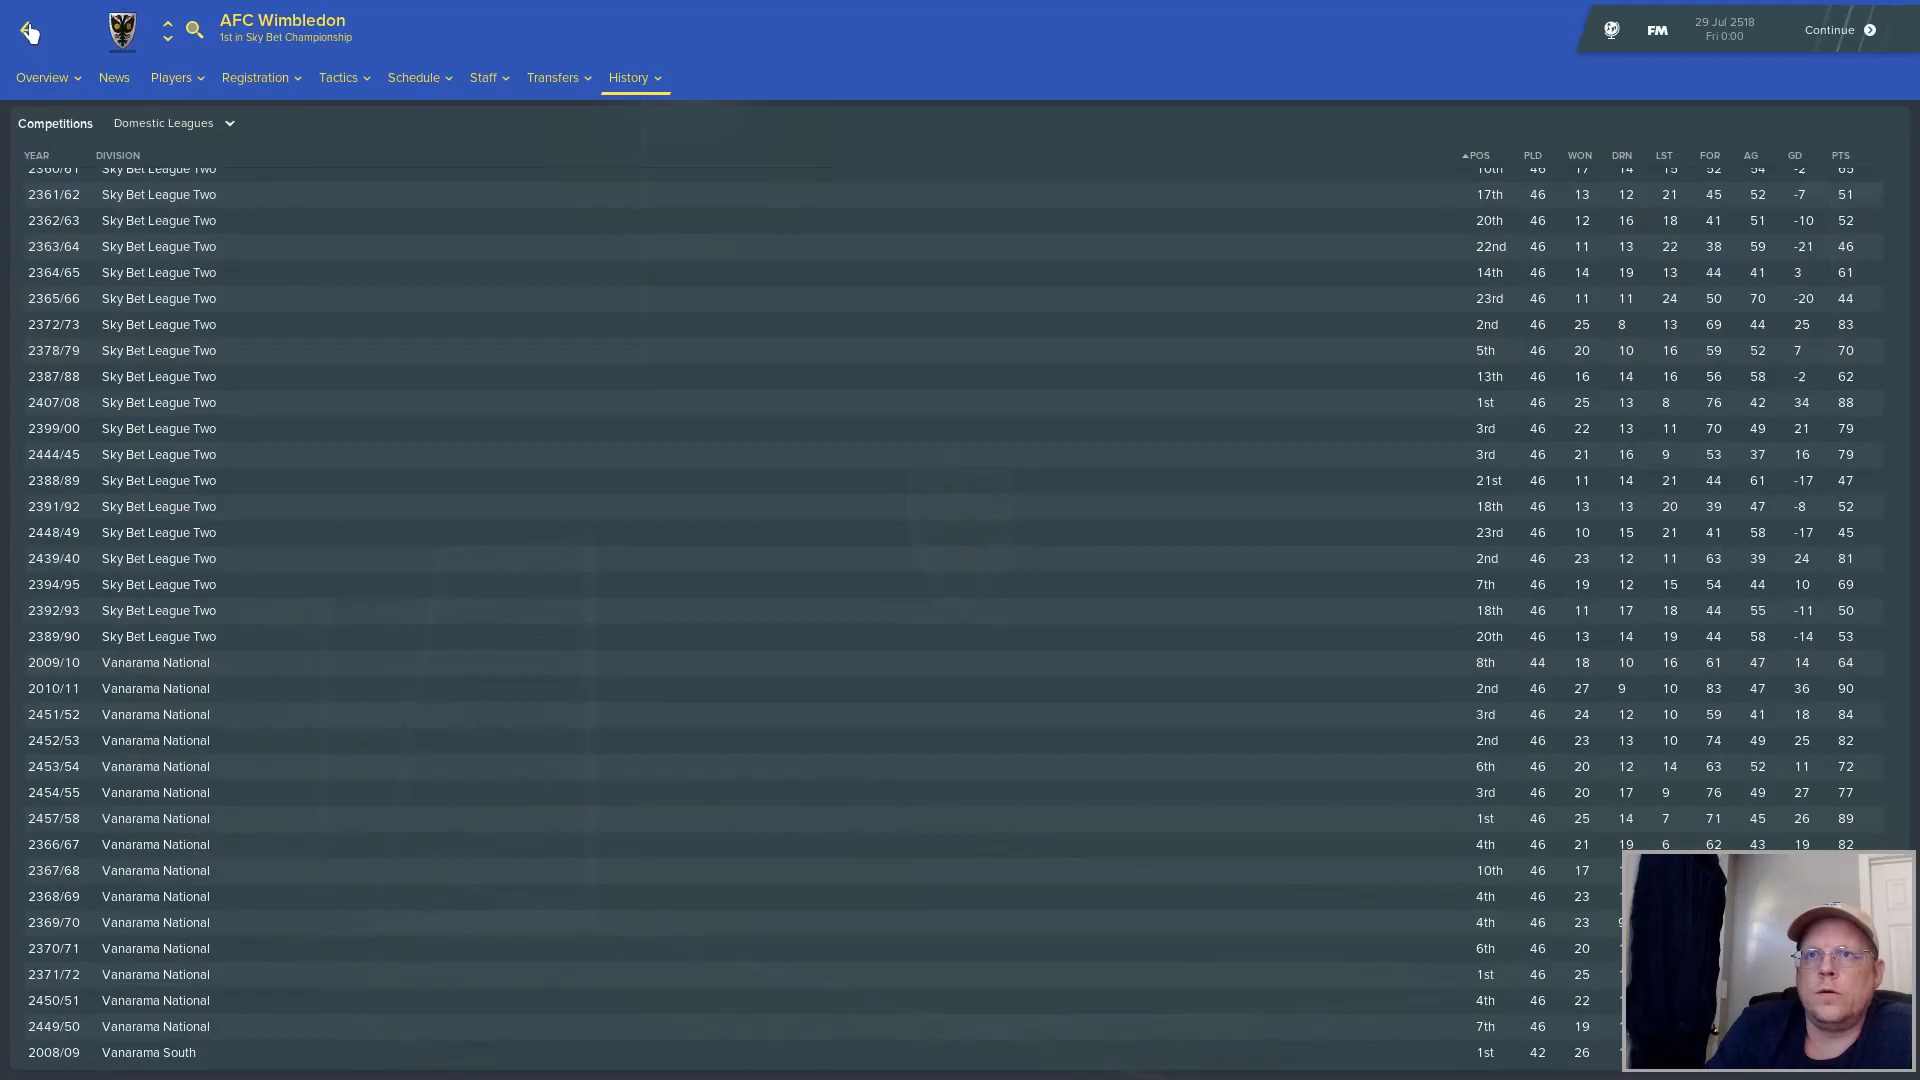 AFC Wimbledon
1st in Sky Bet Championship
FM
29 Jul 2518
Fri 0:00
Continue
Overview News Players Registration Tactics Schedule Staff Transfers History
Competitions Domestic Leagues
YEAR DIVISION POS PLD WON DRN LST FOR AG GD PTS
2360/61 Sky Bet League Two 10th 46 17 14 15 52 54 -2 65
2361/62 Sky Bet League Two 17th 46 13 12 21 45 52 -7 51
2362/63 Sky Bet League Two 20th 46 12 16 18 41 51 -10 52
2363/64 Sky Bet League Two 22nd 46 11 13 22 38 59 -21 46
2364/65 Sky Bet League Two 14th 46 14 19 13 44 41 3 61
2365/66 Sky Bet League Two 23rd 46 11 11 24 50 70 -20 44
2372/73 Sky Bet League Two 2nd 46 25 8 13 69 44 25 83
2378/79 Sky Bet League Two 5th 46 20 10 16 59 52 7 70
2387/88 Sky Bet League Two 13th 46 16 14 16 56 58 -2 62
2407/08 Sky Bet League Two 1st 46 25 13 8 76 42 34 88
2399/00 Sky Bet League Two 3rd 46 22 13 11 70 49 21 79
2444/45 Sky Bet League Two 3rd 46 21 16 9 53 37 16 79
2388/89 Sky Bet League Two 21st 46 11 14 21 44 61 -17 47
2391/92 Sky Bet League Two 18th 46 13 13 20 39 47 -8 52
2448/49 Sky Bet League Two 23rd 46 10 15 21 41 58 -17 45
2439/40 Sky Bet League Two 2nd 46 23 12 11 63 39 24 81
2394/95 Sky Bet League Two 7th 46 19 12 15 54 44 10 69
2392/93 Sky Bet League Two 18th 46 11 17 18 44 55 -11 50
2389/90 Sky Bet League Two 20th 46 13 14 19 44 58 -14 53
2009/10 Vanarama National 8th 44 18 10 16 61 47 14 64
2010/11 Vanarama National 2nd 46 27 9 10 83 47 36 90
2451/52 Vanarama National 3rd 46 24 12 10 59 41 18 84
2452/53 Vanarama National 2nd 46 23 13 10 74 49 25 82
2453/54 Vanarama National 6th 46 20 12 14 63 52 11 72
2454/55 Vanarama National 3rd 46 20 17 9 76 49 27 77
2457/58 Vanarama National 1st 46 25 14 7 71 45 26 89
2366/67 Vanarama National 4th 46 21 19 6 62 43 19 82
2367/68 Vanarama National 10th 46 17
2368/69 Vanarama National 4th 46 23
2369/70 Vanarama National 4th 46 23
2370/71 Vanarama National 6th 46 20
2371/72 Vanarama National 1st 46 25
2450/51 Vanarama National 4th 46 22
2449/50 Vanarama National 7th 46 19
2008/09 Vanarama South 1st 42 26